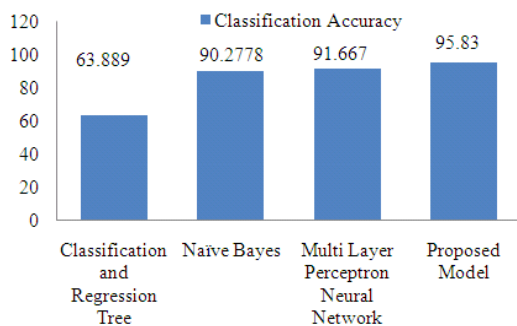 120
100
80
60
40
20
0
Classification Accuracy
63.889
90.2778
91.667
95.83
Classification
and
Regression
Tree
Naïve Bayes
Multi Layer
Perceptron
Neural
Network
Proposed
Model